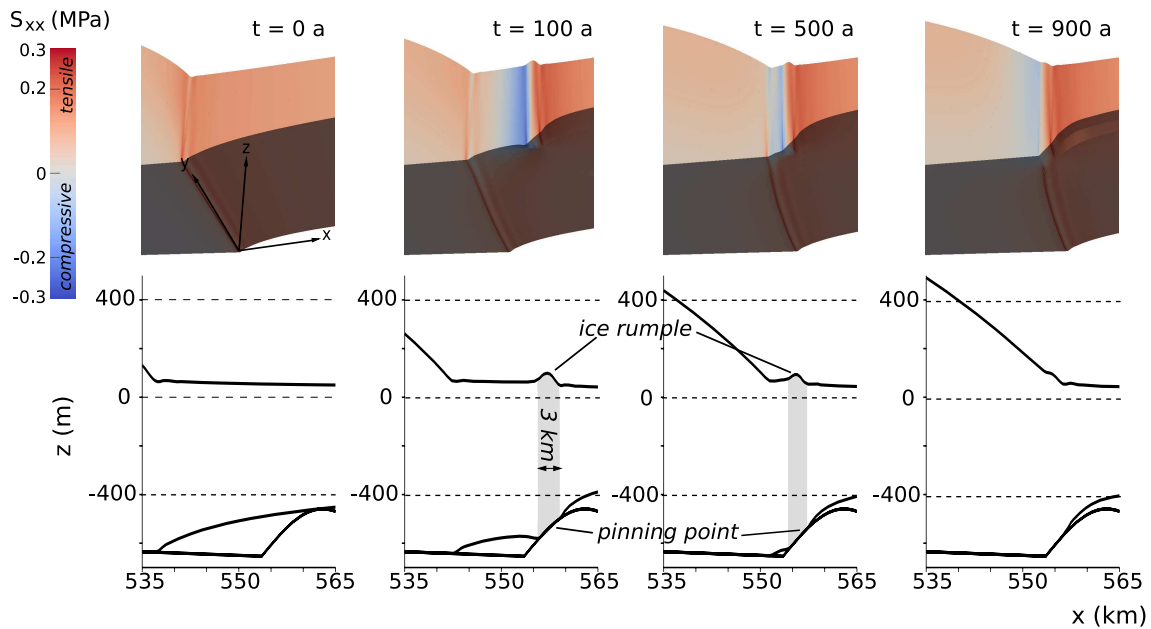 Sxx (MPa)
t = 0 a
t = 100 a
t = 500 a
t = 900 a
0.3
0.2
0
-0.2
-0.3
tensile
compressive
y
z
x
400
0
-400
400
0
-400
400
0
-400
400
0
-400
z (m)
ice rumple
3 km
pinning point
535
550
565
535
550
565
535
550
565
535
550
565
x (km)